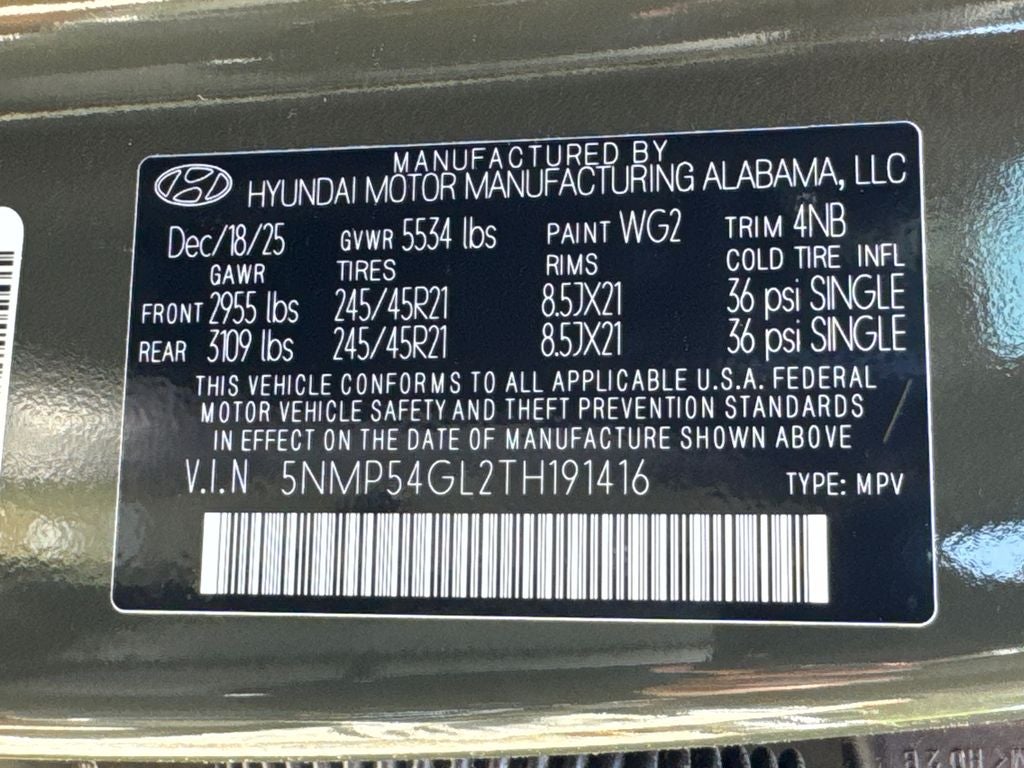 MANUFACTURED BY
HYUNDAI MOTOR MANUFACTURING ALABAMA, LLC
Dec/18/25 GVWR 5534 lbs PAINT WG2 TRIM 4NB
GAWR TIRES RIMS COLD TIRE INFL
FRONT 2955 lbs 245/45R21 8.5JX21 36 psi SINGLE
REAR 3109 lbs 245/45R21 8.5JX21 36 psi SINGLE
THIS VEHICLE CONFORMS TO ALL APPLICABLE U.S.A. FEDERAL
MOTOR VEHICLE SAFETY AND THEFT PREVENTION STANDARDS
IN EFFECT ON THE DATE OF MANUFACTURE SHOWN ABOVE
V.I.N 5NMP54GL2TH191416 TYPE: MPV